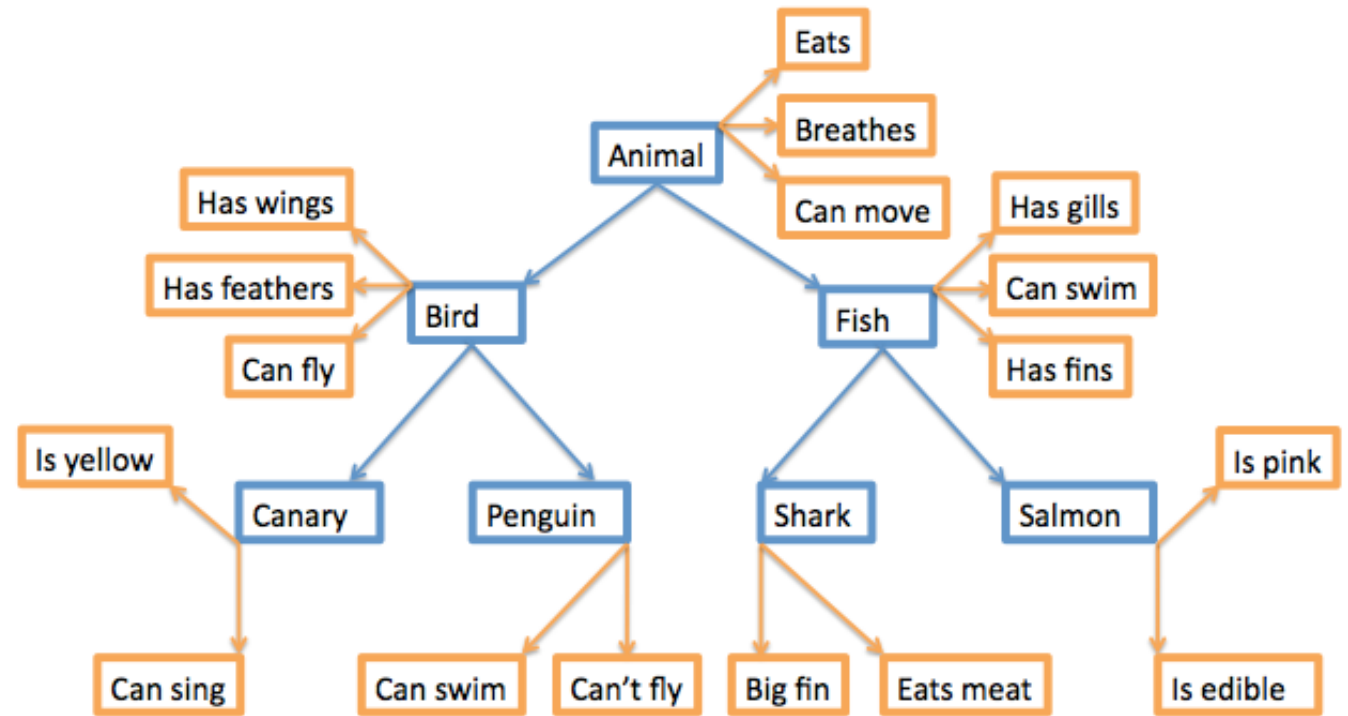 Eats
Breathes
Animal
Can move
Has wings
Has gills
Has feathers
Can swim
Bird
Fish
Can fly
Has fins
Is yellow
Is pink
Canary
Penguin
Shark
Salmon
Can sing
Can swim
Can't fly
Big fin
Eats meat
Is edible